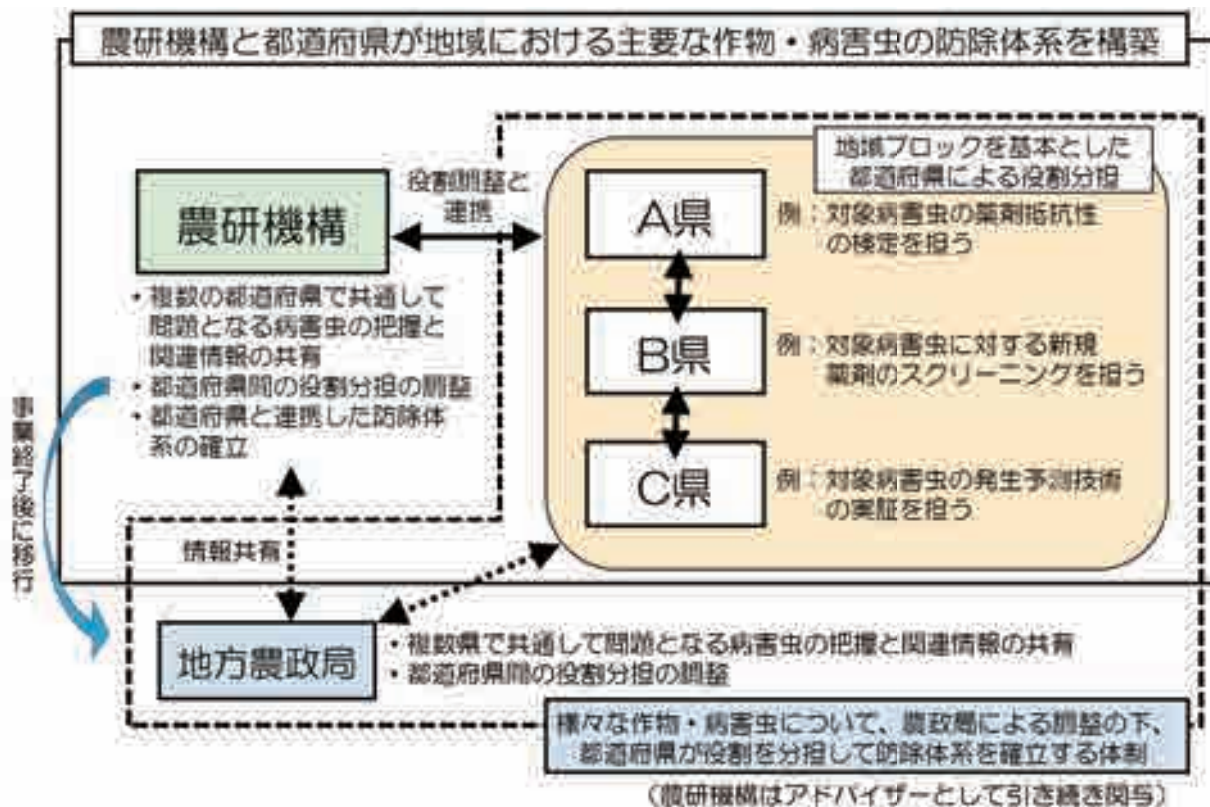 農研機構と都道府県が地域における主要な作物・病害虫の防除体系を構築
地域ブロックを基本とした
都道府県による役割分担
役割調整と
連携
農研機構
・複数の都道府県で共通して
問題となる病害虫の把握と
関連情報の共有
・都道府県間の役割分担の調整
・都道府県と連携した防除体
系の確立
A県
例：対象病害虫の薬剤抵抗性
の検定を担う
B県
例：対象病害虫に対する新規
薬剤のスクリーニングを担う
C県
例：対象病害虫の発生予測技術
の実証を担う
事業終了後に移行
情報共有
地方農政局
・複数県で共通して問題となる病害虫の把握と関連情報の共有
・都道府県間の役割分担の調整
様々な作物・病害虫について、農政局による調整の下、
都道府県が役割を分担して防除体系を確立する体制
（農研機構はアドバイザーとして引き続き関与）